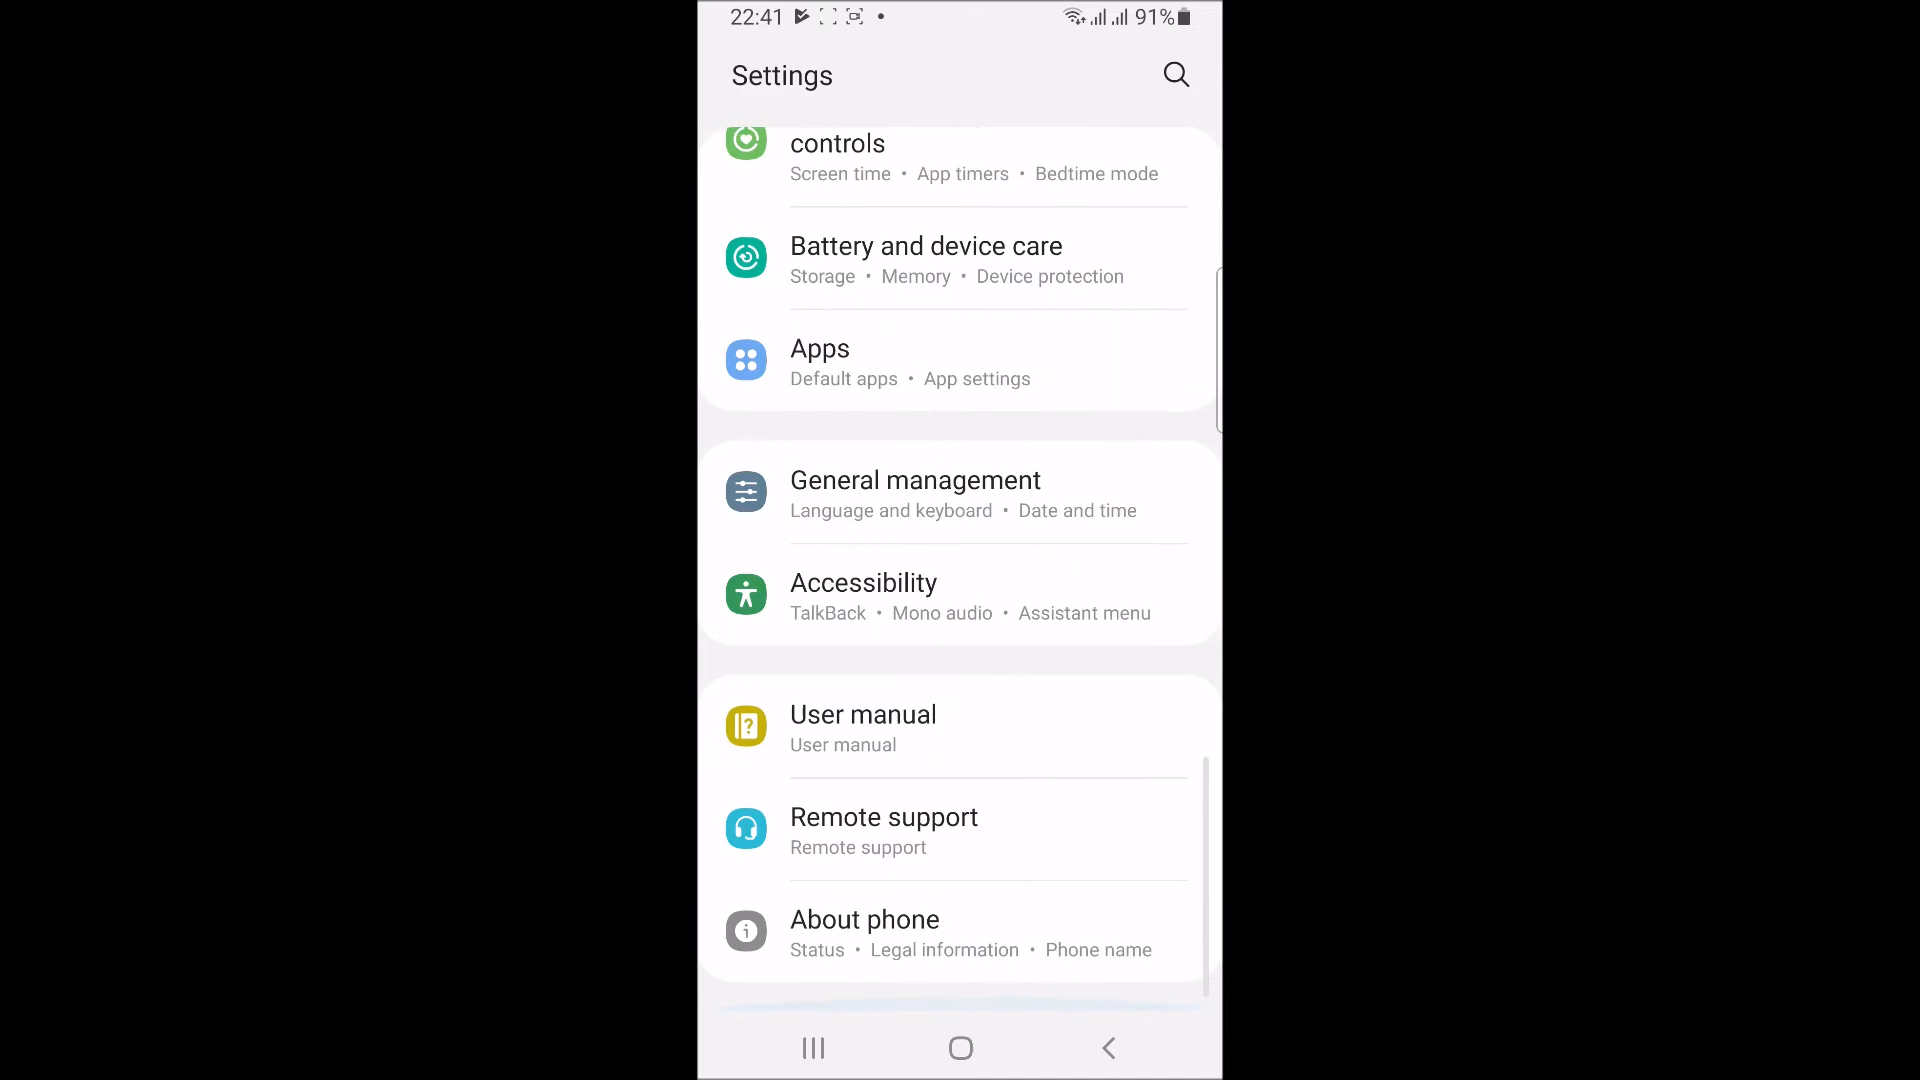 22:41 91%
Settings
controls
Screen time • App timers • Bedtime mode
Battery and device care
Storage • Memory • Device protection
Apps
Default apps • App settings
General management
Language and keyboard • Date and time
Accessibility
TalkBack • Mono audio • Assistant menu
User manual
User manual
Remote support
Remote support
About phone
Status • Legal information • Phone name